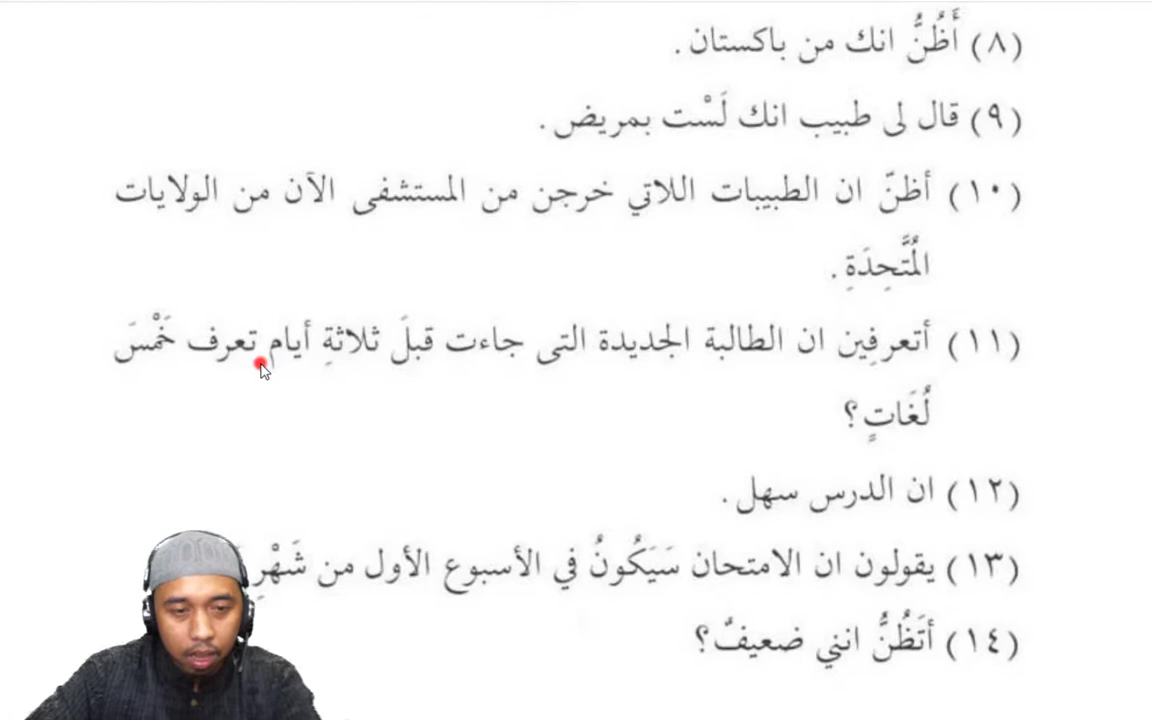 (٨) أَظُنُّ انك من باكستان .
(٩) قال لى طبيب انك لَسْت بمريض .
(١٠) أظنّ ان الطبيبات اللاتي خرجن من المستشفى الآن من الولايات
المُتَّحِدَةِ .
(١١) أتعرفِين ان الطالبة الجديدة التى جاءت قبلَ ثلاثةِ أيام تعرف خَمْسَ
لُغَاتٍ ؟
(١٢) ان الدرس سهل .
(١٣) يقولون ان الامتحان سَيَكُونُ في الأسبوع الأول من شَهْرِ
(١٤) أتَظُنُّ انني ضعيفٌ ؟